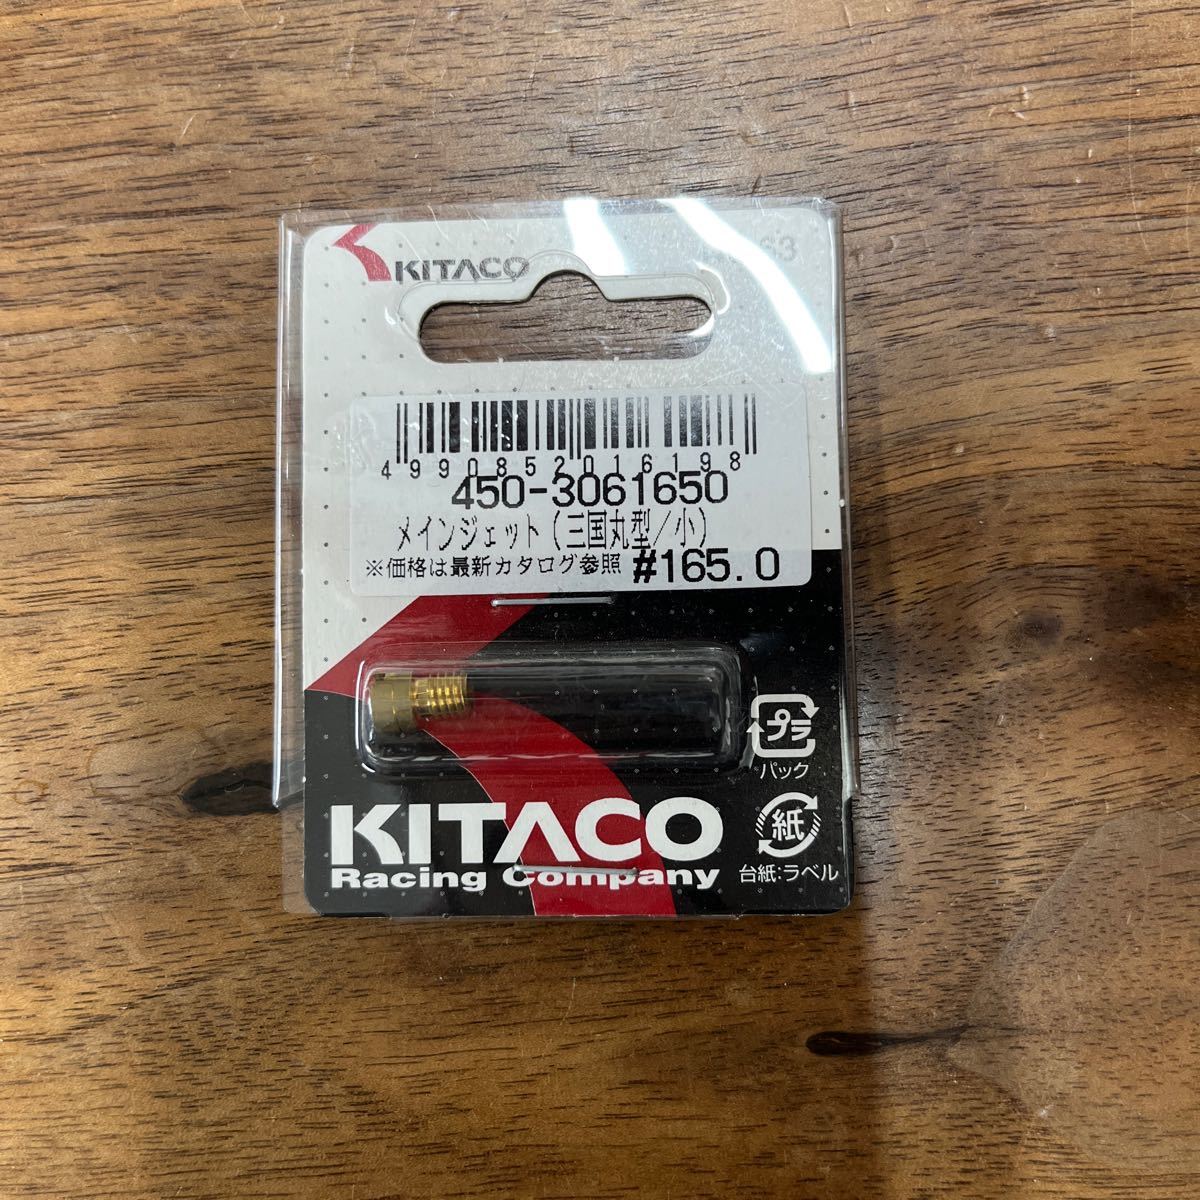 KITACO
63
4990852016198
450-3061650
メインジェット(三国丸型/小)
※価格は最新カタログ参照 #165.0
プラ
パック
KITACO
Racing Company
紙
台紙:ラベル